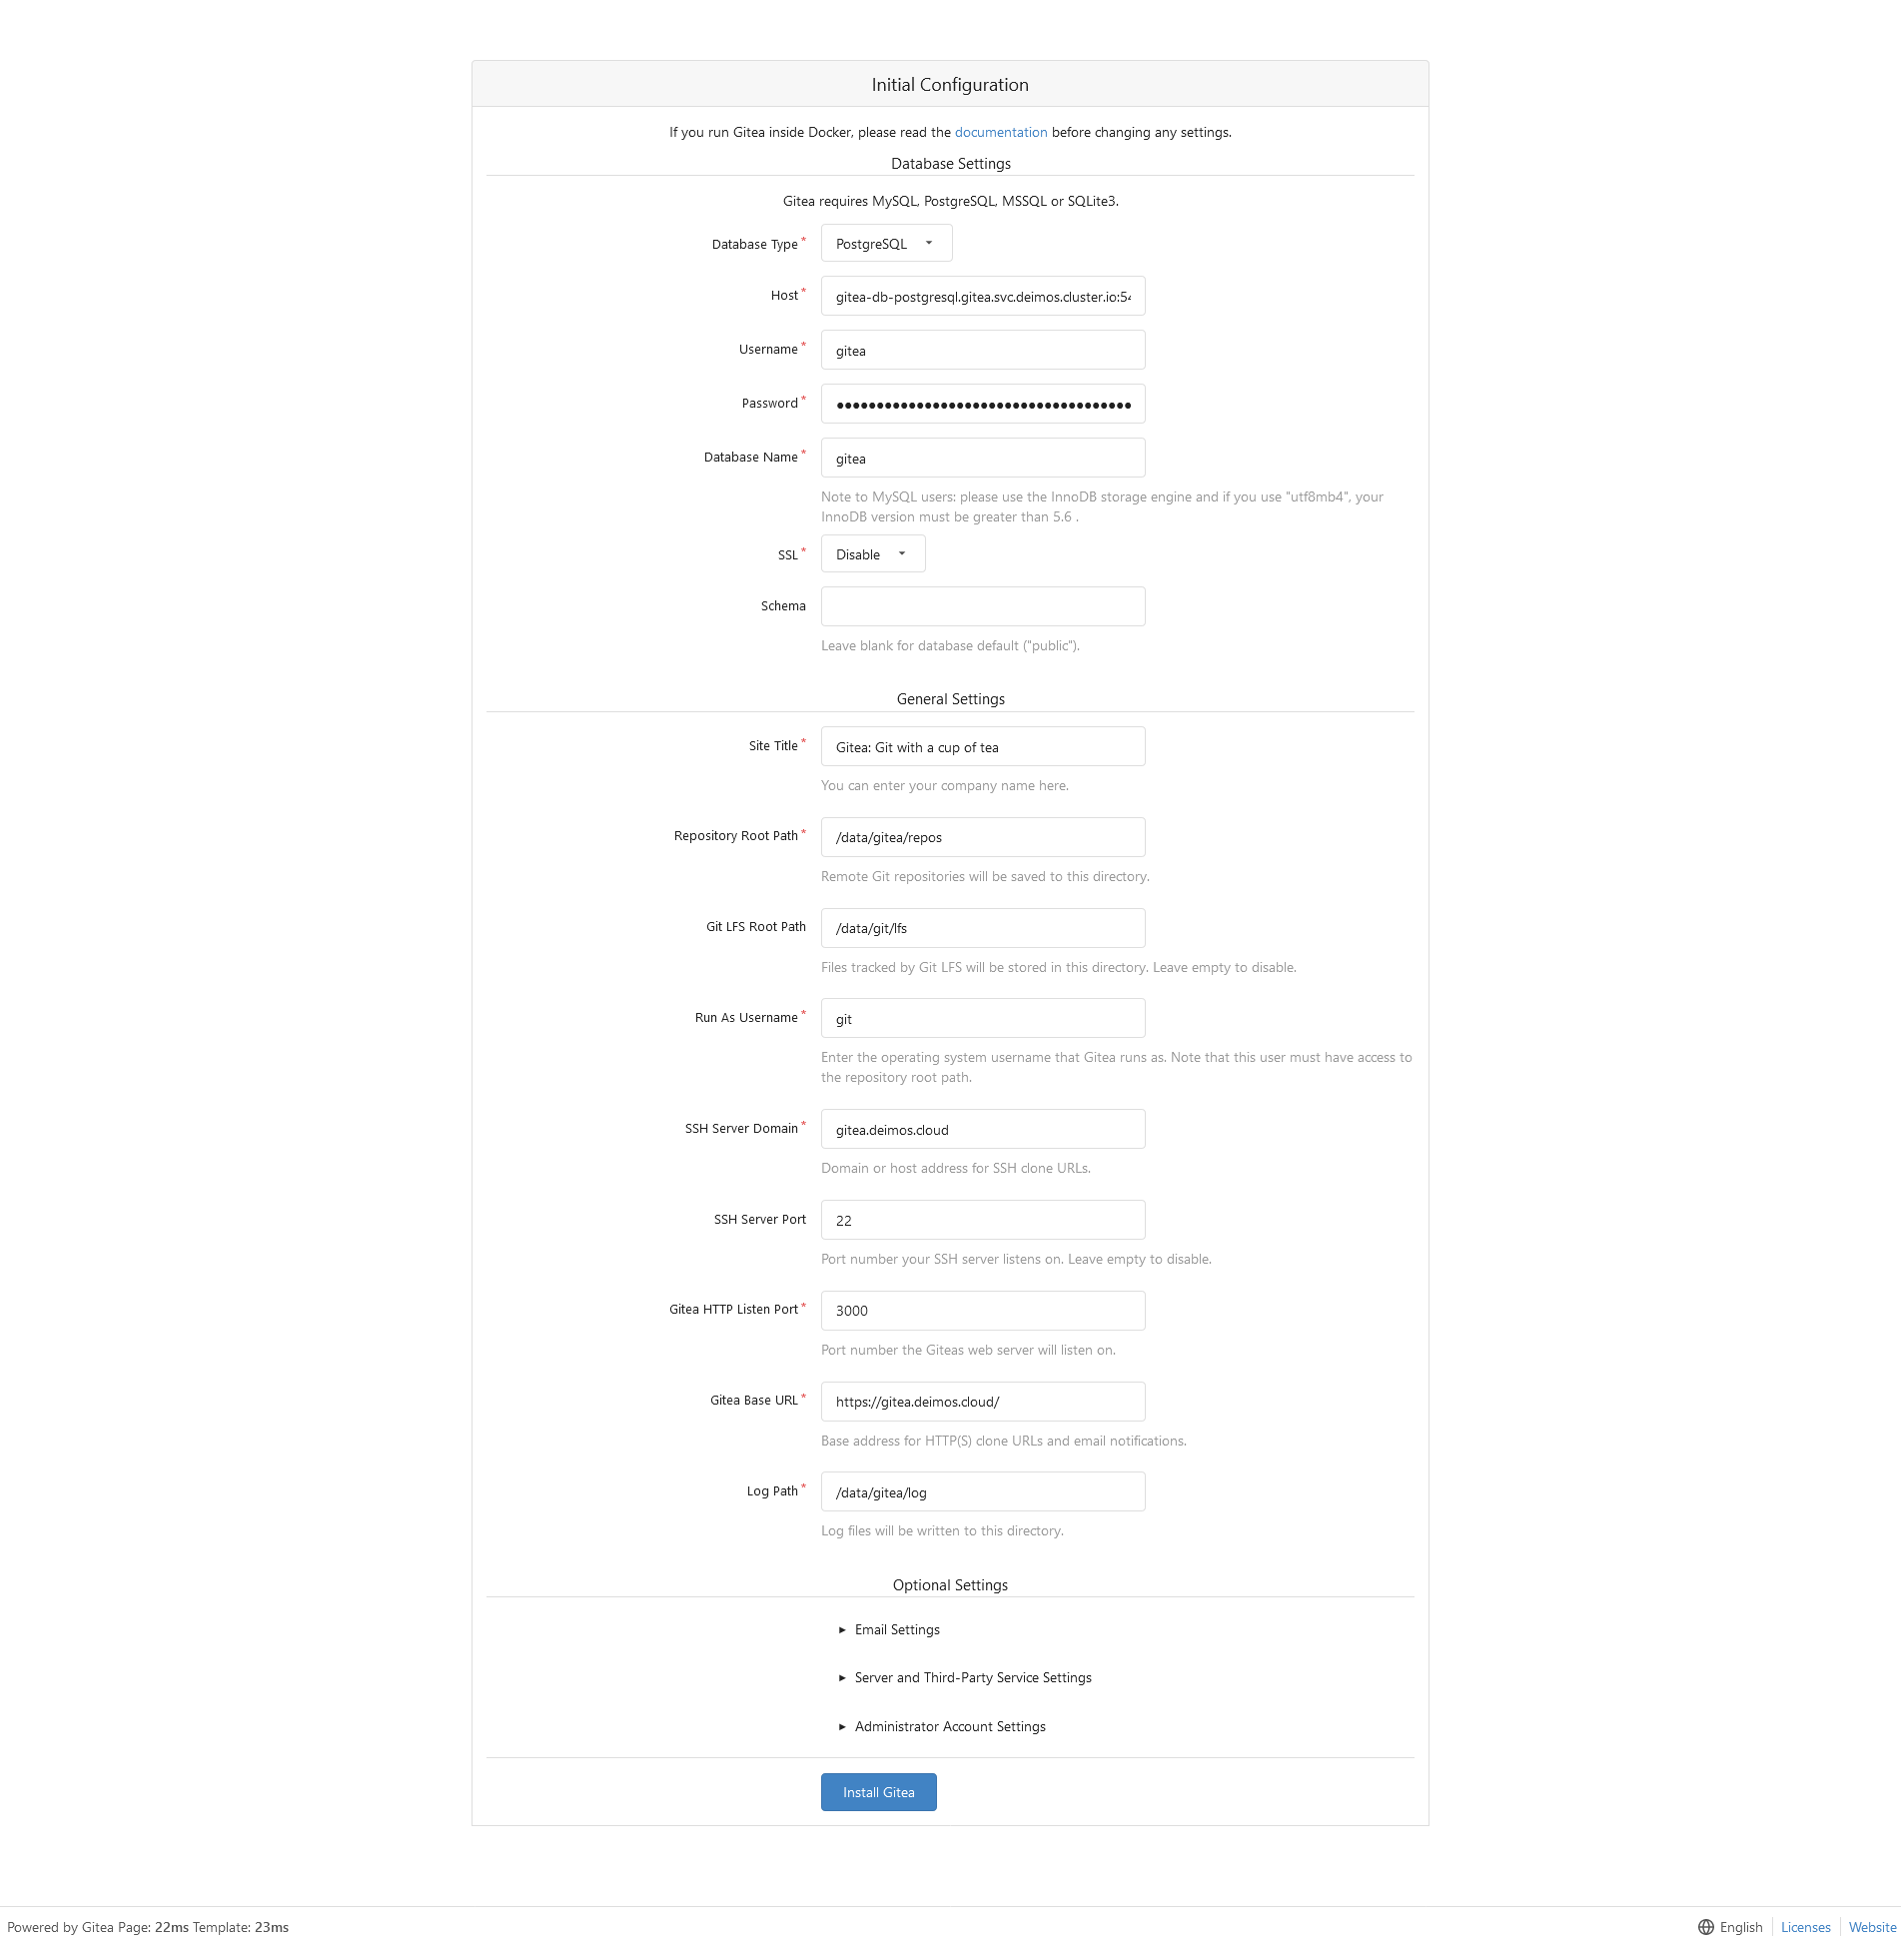 Initial Configuration
If you run Gitea inside Docker, please read the documentation before changing any settings.
Database Settings
Gitea requires MySQL, PostgreSQL, MSSQL or SQLite3.
Database Type* PostgreSQL
Host* gitea-db-postgresql.gitea.svc.deimos.cluster.io:54
Username* gitea
Password* ●●●●●●●●●●●●●●●●●●●●●●●●●●●●●●●●●●●●●
Database Name* gitea
Note to MySQL users: please use the InnoDB storage engine and if you use "utf8mb4", your
InnoDB version must be greater than 5.6 .
SSL* Disable
Schema
Leave blank for database default ("public").
General Settings
Site Title* Gitea: Git with a cup of tea
You can enter your company name here.
Repository Root Path* /data/gitea/repos
Remote Git repositories will be saved to this directory.
Git LFS Root Path /data/git/lfs
Files tracked by Git LFS will be stored in this directory. Leave empty to disable.
Run As Username* git
Enter the operating system username that Gitea runs as. Note that this user must have access to
the repository root path.
SSH Server Domain* gitea.deimos.cloud
Domain or host address for SSH clone URLs.
SSH Server Port 22
Port number your SSH server listens on. Leave empty to disable.
Gitea HTTP Listen Port* 3000
Port number the Giteas web server will listen on.
Gitea Base URL* https://gitea.deimos.cloud/
Base address for HTTP(S) clone URLs and email notifications.
Log Path* /data/gitea/log
Log files will be written to this directory.
Optional Settings
► Email Settings
► Server and Third-Party Service Settings
► Administrator Account Settings
Install Gitea
Powered by Gitea Page: 22ms Template: 23ms English Licenses Website